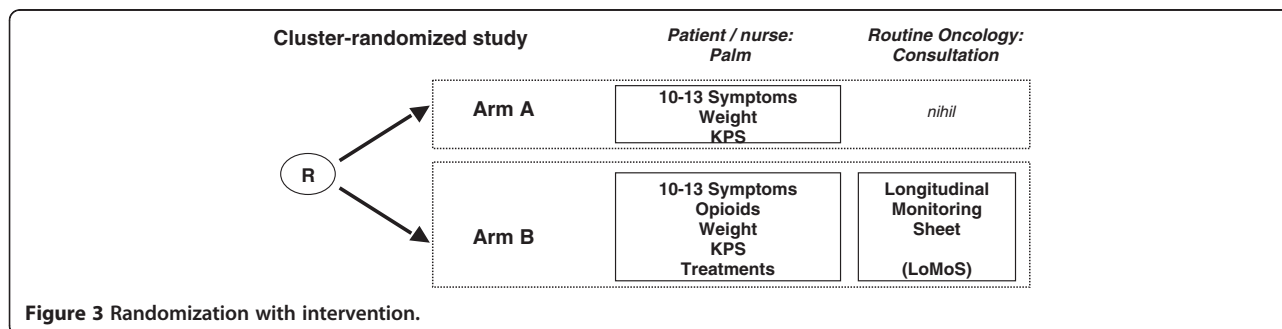 Cluster-randomized study
Patient / nurse:
Palm
Routine Oncology:
Consultation
Arm A
10-13 Symptoms
Weight
KPS
nihil
R
Arm B
10-13 Symptoms
Opioids
Weight
KPS
Treatments
Longitudinal
Monitoring
Sheet
(LoMoS)
Figure 3 Randomization with intervention.